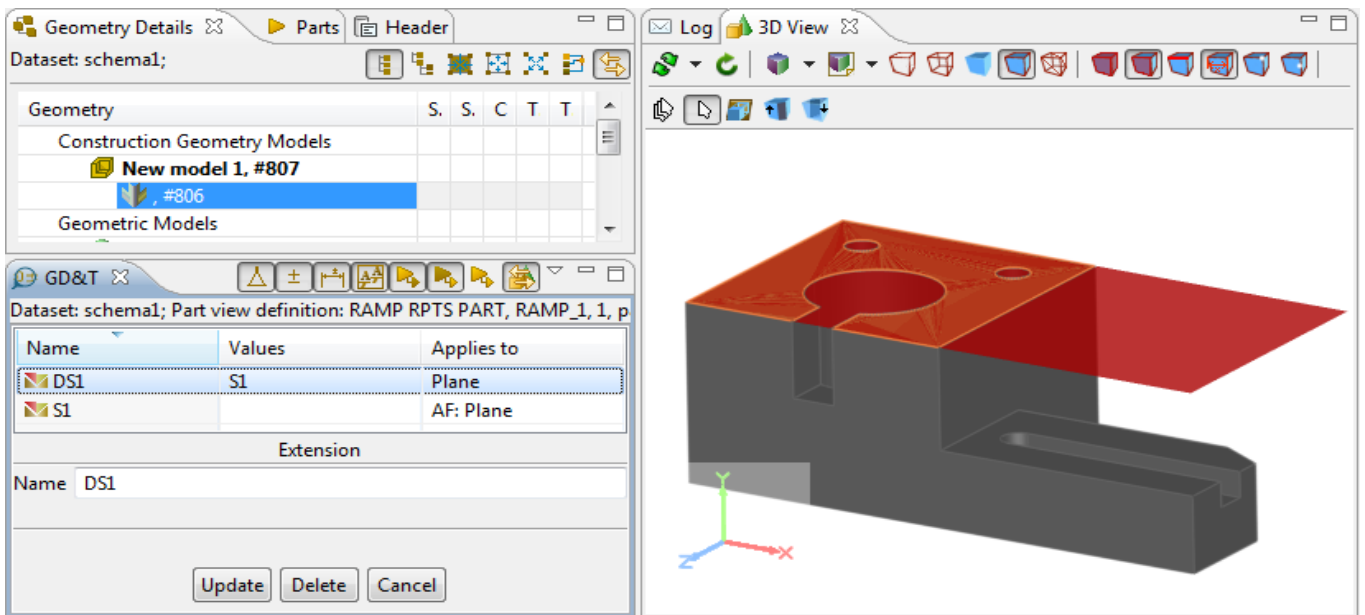 Geometry Details
Parts
Header
Dataset: schema1;
Geometry S. S. C T T
Construction Geometry Models
New model 1, #807
, #806
Geometric Models
GD&T
Dataset: schema1; Part view definition: RAMP RPTS PART, RAMP_1, 1, p
Name Values Applies to
DS1 S1 Plane
S1 AF: Plane
Extension
Name DS1
Update Delete Cancel
Log
3D View
Y
Z
X